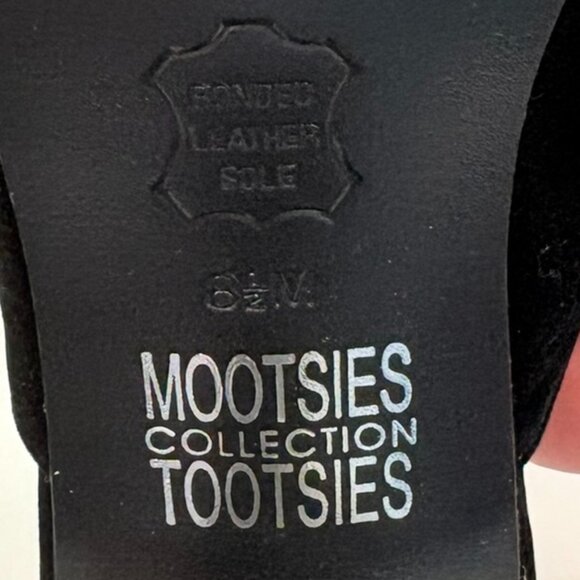 BONDED
LEATHER
SOLE
8½M
MOOTSIES
COLLECTION
TOOTSIES